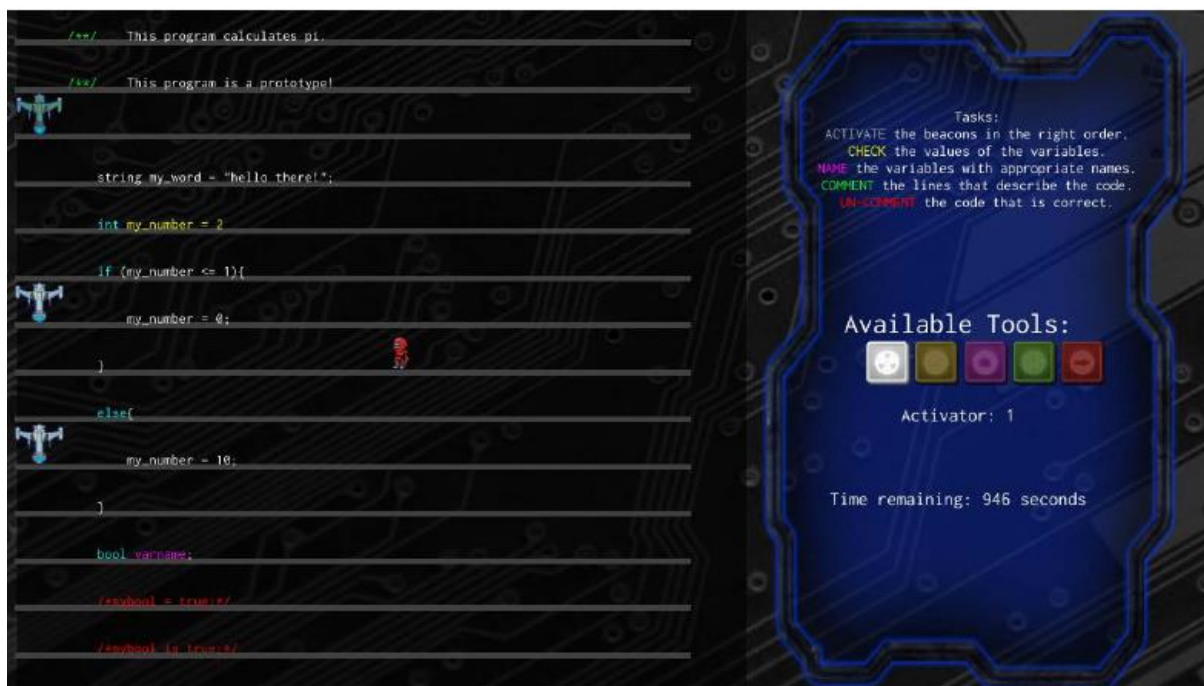 /**/ This program calculates pi.
/**/ This program is a prototype!
string my_word = "hello there!";
int my_number = 2
if (my_number <= 1){
my_number = 0;
}
else{
my_number = 10;
}
bool varname;
/*mybool = true;*/
/*mybool is true;*/
Tasks:
ACTIVATE the beacons in the right order.
CHECK the values of the variables.
NAME the variables with appropriate names.
COMMENT the lines that describe the code.
UN-COMMENT the code that is correct.
Available Tools:
Activator: 1
Time remaining: 946 seconds